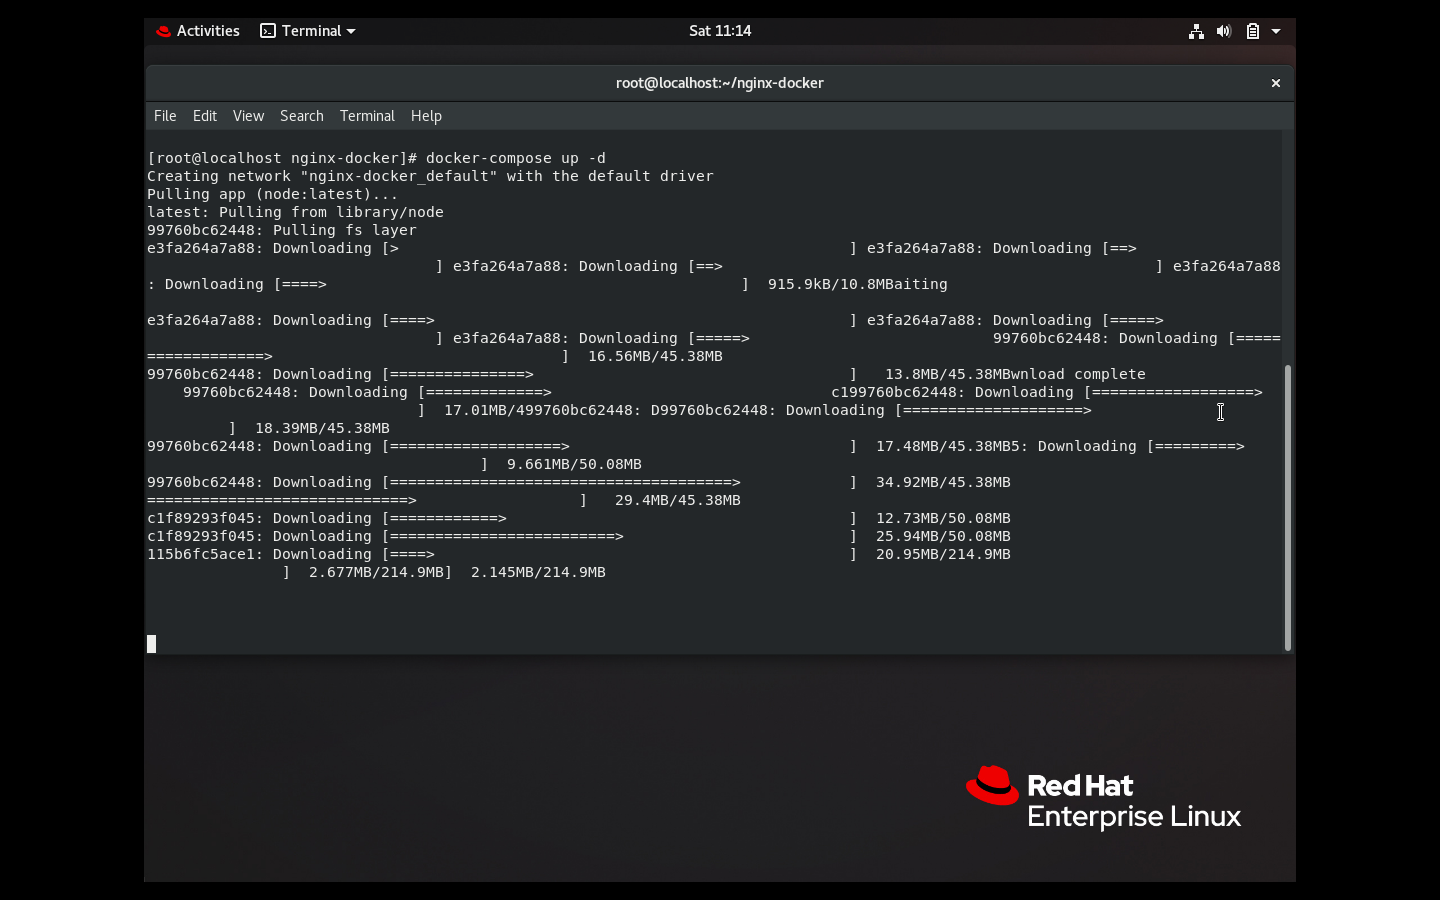 Activities Terminal Sat 11:14
root@localhost:~/nginx-docker ×
File Edit View Search Terminal Help
[root@localhost nginx-docker]# docker-compose up -d
Creating network "nginx-docker_default" with the default driver
Pulling app (node:latest)...
latest: Pulling from library/node
99760bc62448: Pulling fs layer
e3fa264a7a88: Downloading [> ] e3fa264a7a88: Downloading [==>
] e3fa264a7a88: Downloading [==> ] e3fa264a7a88
: Downloading [====> ] 915.9kB/10.8MBaiting
e3fa264a7a88: Downloading [====> ] e3fa264a7a88: Downloading [=====>
] e3fa264a7a88: Downloading [=====> 99760bc62448: Downloading [=====
=============> ] 16.56MB/45.38MB
99760bc62448: Downloading [===============> ] 13.8MB/45.38MBwnload complete
99760bc62448: Downloading [=============> c199760bc62448: Downloading [==================>
] 17.01MB/499760bc62448: D99760bc62448: Downloading [====================>
] 18.39MB/45.38MB
99760bc62448: Downloading [===================> ] 17.48MB/45.38MB5: Downloading [=========>
] 9.661MB/50.08MB
99760bc62448: Downloading [======================================> ] 34.92MB/45.38MB
=============================> ] 29.4MB/45.38MB
c1f89293f045: Downloading [============> ] 12.73MB/50.08MB
c1f89293f045: Downloading [=========================> ] 25.94MB/50.08MB
115b6fc5ace1: Downloading [====> ] 20.95MB/214.9MB
] 2.677MB/214.9MB] 2.145MB/214.9MB
Red Hat
Enterprise Linux